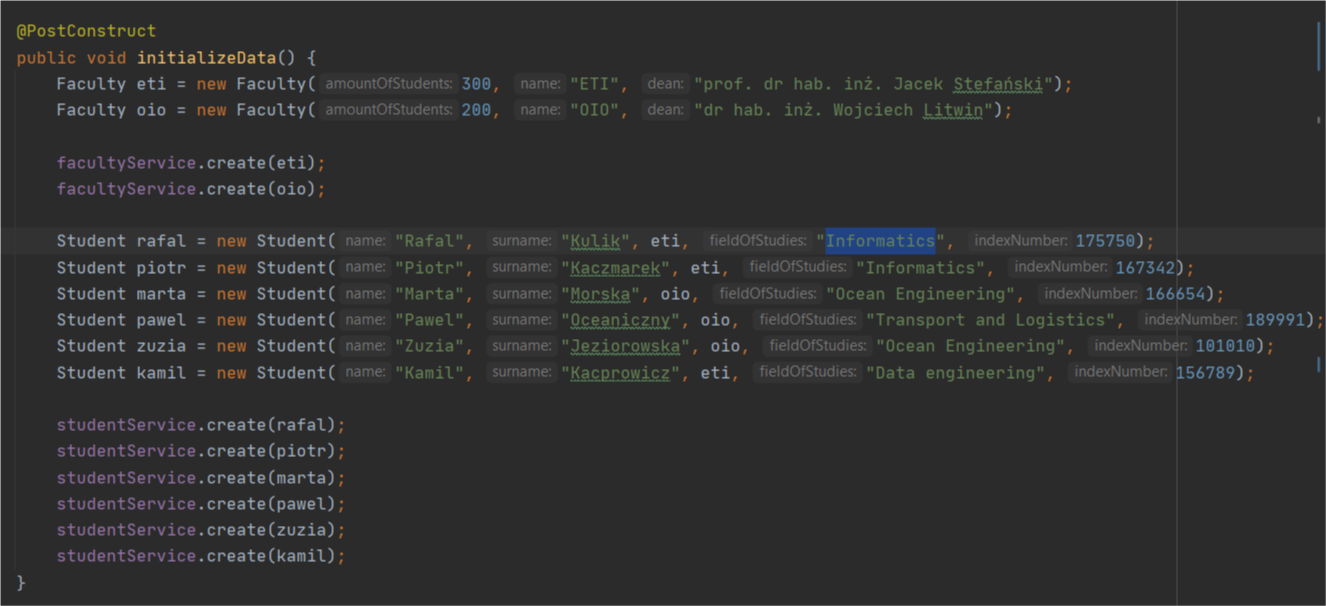 @PostConstruct
public void initializeData() {
Faculty eti = new Faculty( amountOfStudents: 300, name: "ETI", dean: "prof. dr hab. inż. Jacek Stefański");
Faculty oio = new Faculty( amountOfStudents: 200, name: "OIO", dean: "dr hab. inż. Wojciech Litwin");
facultyService.create(eti);
facultyService.create(oio);
Student rafal = new Student( name: "Rafal", surname: "Kulik", eti, fieldOfStudies: "Informatics", indexNumber: 175750);
Student piotr = new Student( name: "Piotr", surname: "Kaczmarek", eti, fieldOfStudies: "Informatics", indexNumber: 167342);
Student marta = new Student( name: "Marta", surname: "Morska", oio, fieldOfStudies: "Ocean Engineering", indexNumber: 166654);
Student pawel = new Student( name: "Pawel", surname: "Oceaniczny", oio, fieldOfStudies: "Transport and Logistics", indexNumber: 189991);
Student zuzia = new Student( name: "Zuzia", surname: "Jeziorowska", oio, fieldOfStudies: "Ocean Engineering", indexNumber: 101010);
Student kamil = new Student( name: "Kamil", surname: "Kacprowicz", eti, fieldOfStudies: "Data engineering", indexNumber: 156789);
studentService.create(rafal);
studentService.create(piotr);
studentService.create(marta);
studentService.create(pawel);
studentService.create(zuzia);
studentService.create(kamil);
}